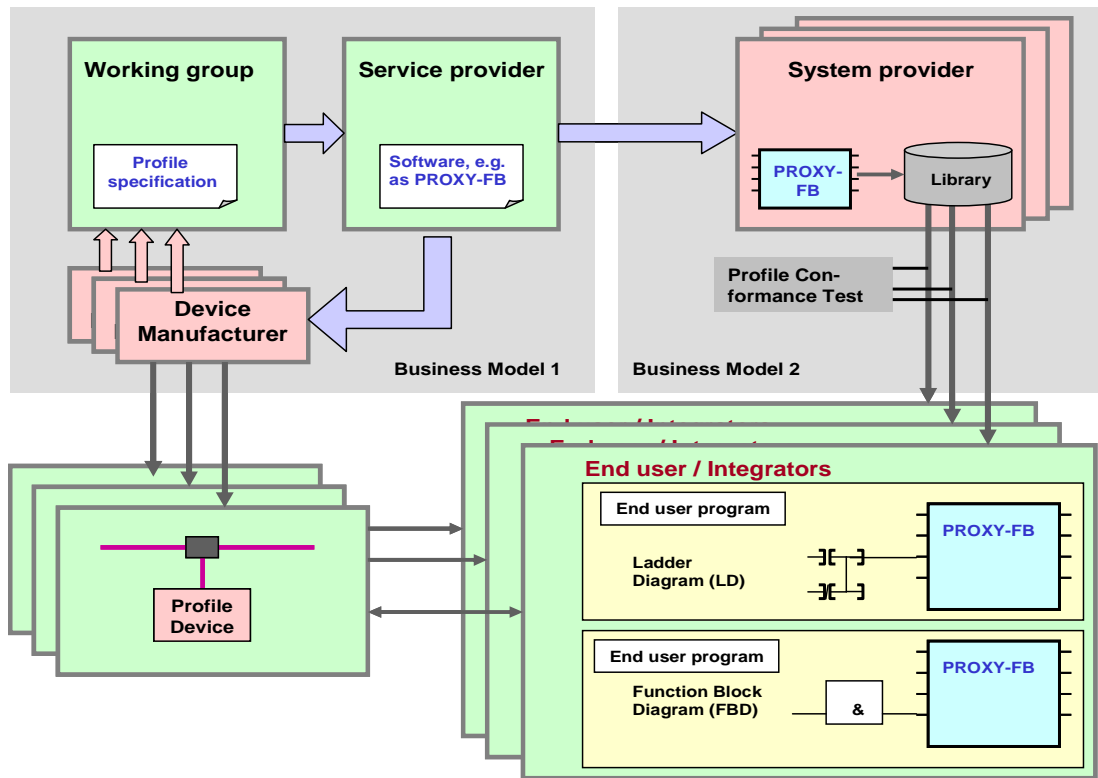 Working group
Profile
specification
Service provider
Software, e.g.
as PROXY-FB
System provider
PROXY-
FB
Library
Profile Con-
formance Test
Device
Manufacturer
Business Model 1
Business Model 2
End user / Integrators
End user program
PROXY-FB
Ladder
Diagram (LD)
Profile
Device
End user program
PROXY-FB
Function Block
Diagram (FBD)
&